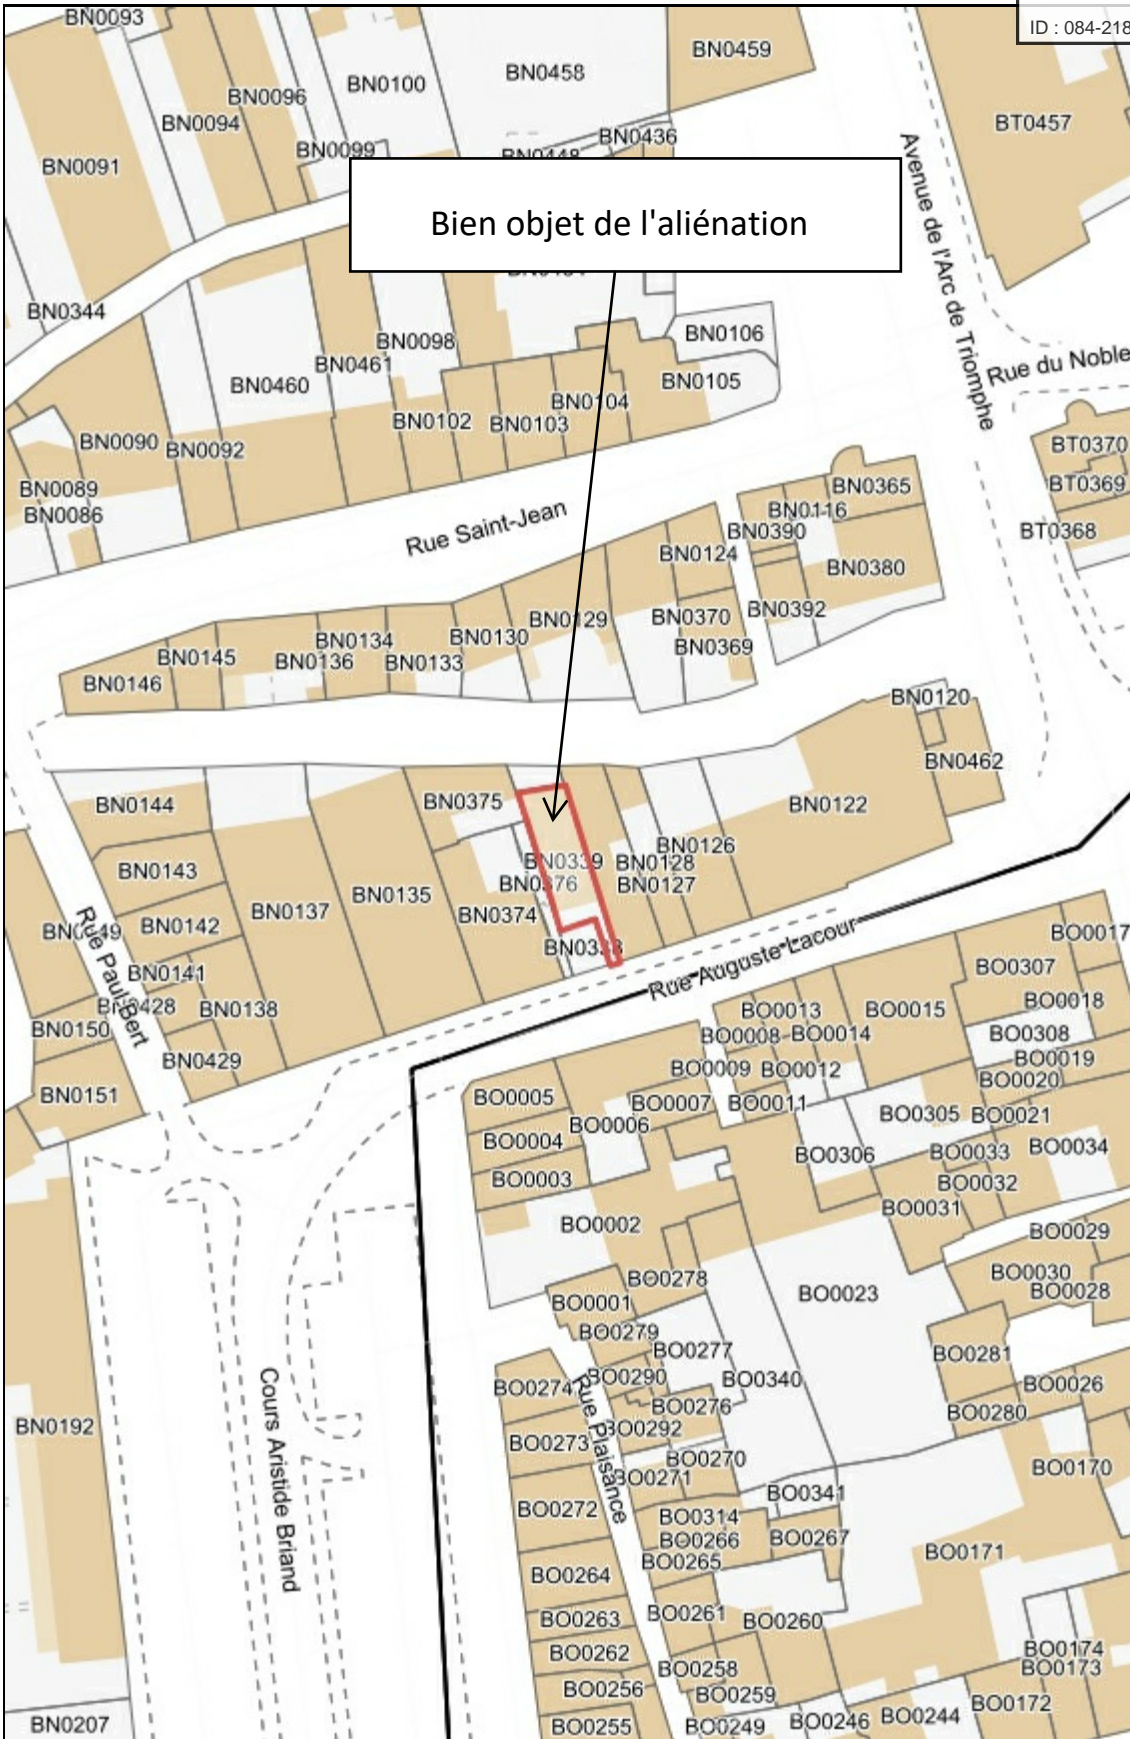 BN0093
ID : 084-218
BN0459
BN0458
BN0100
BN0096
BN0094
BT0457
BN0436
BN0099
BN0448
BN0091
Avenue de l'Arc de Triomphe
Bien objet de l'aliénation
BN0344
BN0106
BN0098
BN0461
Rue du Noble
BN0460
BN0105
BN0104
BN0102
BN0103
BN0090
BN0092
BT0370
BN0089
BN0365
BT0369
BN0086
BN0116
Rue Saint-Jean
BN0390
BT0368
BN0124
BN0380
BN0392
BN0129
BN0370
BN0130
BN0134
BN0369
BN0145
BN0136
BN0133
BN0146
BN0120
BN0462
BN0375
BN0144
BN0122
BN0126
BN0339
BN0128
BN0143
BN0376
BN0127
BN0135
BN0137
BN0374
BN0142
BN0149
BO0017
Rue Paul Bert
BN0338
BN0141
BO0307
Rue Auguste Lacour
BO0018
BN0428
BN0138
BO0013
BO0015
BN0150
BO0008
BO0014
BO0308
BN0429
BO0019
BO0009
BO0012
BO0020
BN0151
BO0005
BO0007
BO0011
BO0305
BO0021
BO0006
BO0004
BO0034
BO0306
BO0033
BO0003
BO0032
BO0031
BO0002
BO0029
BO0030
BO0278
BO0028
BO0023
BO0001
BO0279
BO0277
BO0281
BO0290
BO0274
BO0340
BO0026
BO0276
BO0280
Cours Aristide Briand
Rue Plaisance
BN0192
BO0292
BO0273
BO0270
BO0170
BO0271
BO0341
BO0272
BO0314
BO0266
BO0267
BO0265
BO0171
BO0264
BO0261
BO0263
BO0260
BO0262
BO0174
BO0258
BO0173
BO0256
BO0259
BO0172
BO0244
BO0246
BN0207
BO0255
BO0249